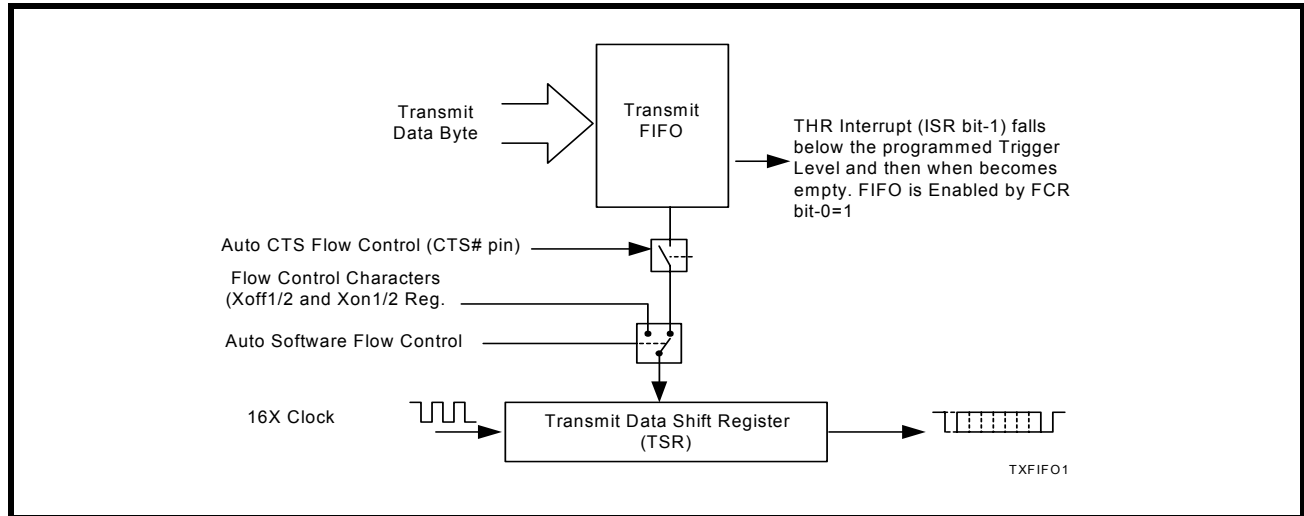 Transmit
Data Byte
Transmit
FIFO
THR Interrupt (ISR bit-1) falls
below the programmed Trigger
Level and then when becomes
empty. FIFO is Enabled by FCR
bit-0=1
Auto CTS Flow Control (CTS# pin)
Flow Control Characters
(Xoff1/2 and Xon1/2 Reg.
Auto Software Flow Control
16X Clock
Transmit Data Shift Register
(TSR)
TXFIFO1